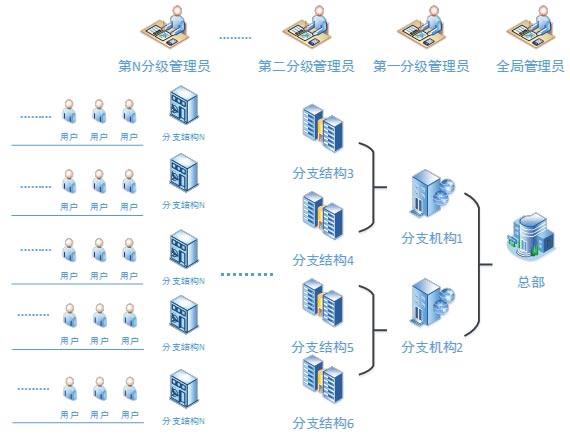 第N分级管理员 ......... 第二分级管理员 第一分级管理员 全局管理员
......... 用户 用户 用户 分支结构N
分支结构3
......... 用户 用户 用户 分支结构N
分支机构1
分支结构4
......... 用户 用户 用户 分支结构N
.........
总部
......... 用户 用户 用户 分支结构N
分支结构5
分支机构2
......... 用户 用户 用户 分支结构N
分支结构6